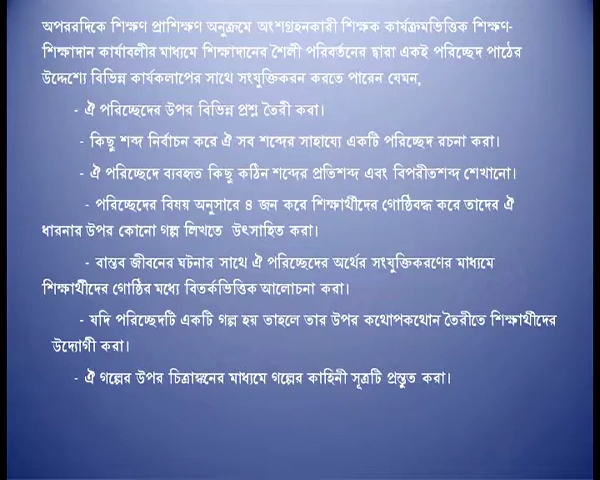 অপররদিকে শিক্ষণ প্রাশিক্ষণ অনুক্রমে অংশগ্রহনকারী শিক্ষক কার্যক্রমভিত্তিক শিক্ষণ-
শিক্ষাদান কার্যাবলীর মাধ্যমে শিক্ষাদানের শৈলী পরিবর্তনের দ্বারা একই পরিচ্ছেদ পাঠের
উদ্দেশ্যে বিভিন্ন কার্যকলাপের সাথে সংযুক্তিকরন করতে পারেন যেমন,
- ঐ পরিচ্ছেদের উপর বিভিন্ন প্রশ্ন তৈরী করা।
- কিছু শব্দ নির্বাচন করে ঐ সব শব্দের সাহায্যে একটি পরিচ্ছেদ রচনা করা।
- ঐ পরিচ্ছেদে ব্যবহৃত কিছু কঠিন শব্দের প্রতিশব্দ এবং বিপরীতশব্দ শেখানো।
- পরিচ্ছেদের বিষয় অনুসারে ৪ জন করে শিক্ষার্থীদের গোষ্ঠিবদ্ধ করে তাদের ঐ
ধারনার উপর কোনো গল্প লিখতে উৎসাহিত করা।
- বাস্তব জীবনের ঘটনার সাথে ঐ পরিচ্ছেদের অর্থের সংযুক্তিকরণের মাধ্যমে
শিক্ষার্থীদের গোষ্ঠির মধ্যে বিতর্কভিত্তিক আলোচনা করা।
- যদি পরিচ্ছেদটি একটি গল্প হয় তাহলে তার উপর কথোপকথোন তৈরীতে শিক্ষার্থীদের
উদ্যোগী করা।
- ঐ গল্পের উপর চিত্রাঙ্কনের মাধ্যমে গল্পের কাহিনী সূত্রটি প্রস্তুত করা।